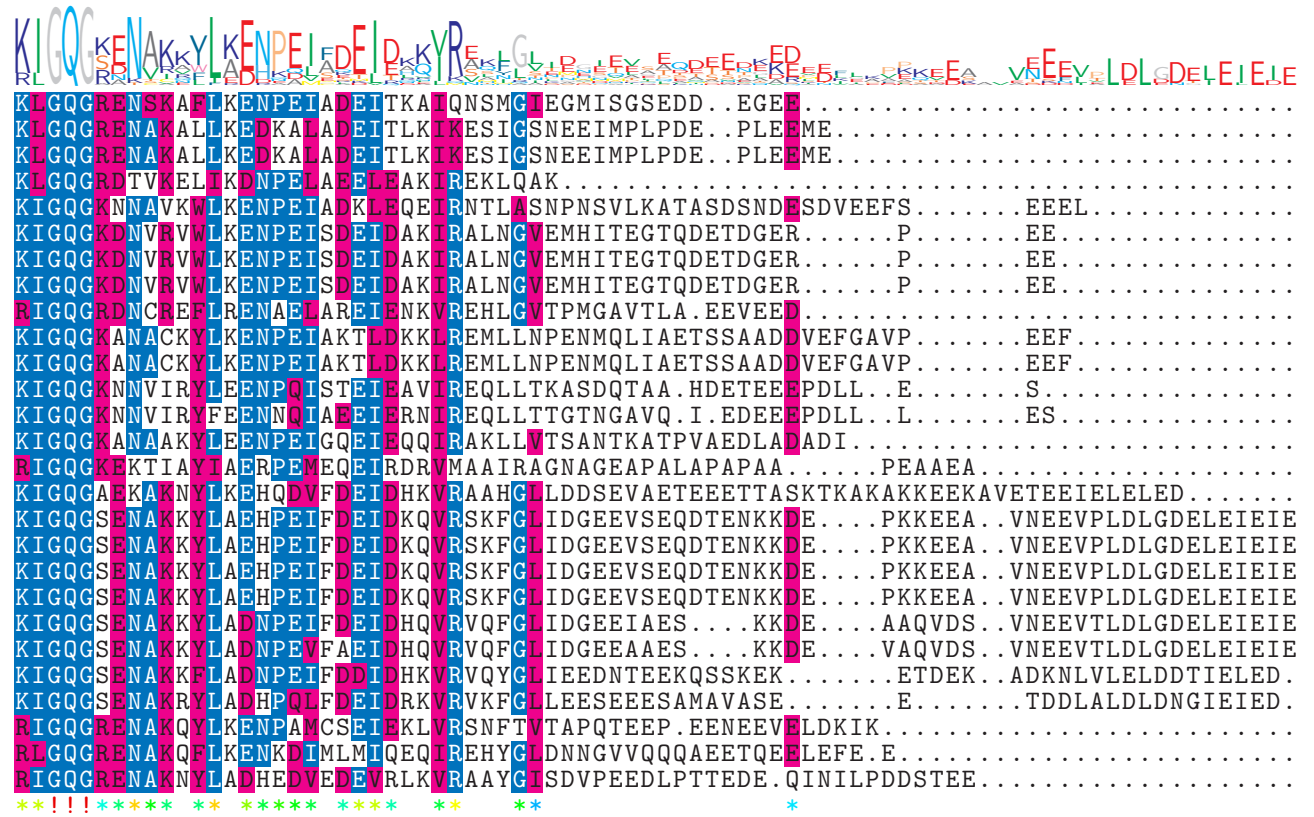 KLGQGRENSKAFLKENPEIADEITKAIQNSMGIEGMISGSEDD..EGEE...............................
KLGQGRENAKALLKEDKALADEITLKIKESIGSNEEIMPLPDE..PLEEME.............................
KLGQGRENAKALLKEDKALADEITLKIKESIGSNEEIMPLPDE..PLEEME.............................
KLGQGRDTVKELIKDNPELAEELEAKIREKLQAK..............................................
KIGQGKNNAVKWLKENPEIADKLEQEIRNTLASNPNSVLKATASDSNDESDVEEFS.......EEEL.............
KIGQGKDNVRVWLKENPEISDEIDAKIRALNGVEMHITEGTQDETDGER......P.......EE...............
KIGQGKDNVRVWLKENPEISDEIDAKIRALNGVEMHITEGTQDETDGER......P.......EE...............
KIGQGKDNVRVWLKENPEISDEIDAKIRALNGVEMHITEGTQDETDGER......P.......EE...............
RIGQGRDNCREFLRENAELAREIENKVREHLGVTPMGAVTLA.EEVEED...............................
KIGQGKANACKYLKENPEIAKTLDKKLREMLLNPENMQLIAETSSAADDVEFGAVP.......EEF..............
KIGQGKANACKYLKENPEIAKTLDKKLREMLLNPENMQLIAETSSAADDVEFGAVP.......EEF..............
KIGQGKNNVIRYLEENPQISTEIEAVIREQLLTKASDQTAA.HDETEEEPDLL..E.......S................
KIGQGKNNVIRYFEENNQIAEEIERNIREQLLTTGTNGAVQ.I.EDEEEPDLL..L.......ES...............
KIGQGKANAAKYLEENPEIGQEIEQQIRAKLLVTSANTKATPVAEDLADADI............................
RIGQGKEKTIAYIAERPEMEQEIRDRVMAAIRAGNAGEAPALAPAPAA......PEAAEA....................
KIGQGAEKAKNYLKEHQDVFDEIDHKVRAAHGLLDDSEVAETEEETTASKTKAKAKKEEKAVETEEIELELED.......
KIGQGSENAKKYLAEHPEIFDEIDKQVRSKFGLIDGEEVSEQDTENKKDE....PKKEEA..VNEEVPLDLGDELEIEIE
KIGQGSENAKKYLAEHPEIFDEIDKQVRSKFGLIDGEEVSEQDTENKKDE....PKKEEA..VNEEVPLDLGDELEIEIE
KIGQGSENAKKYLAEHPEIFDEIDKQVRSKFGLIDGEEVSEQDTENKKDE....PKKEEA..VNEEVPLDLGDELEIEIE
KIGQGSENAKKYLAEHPEIFDEIDKQVRSKFGLIDGEEVSEQDTENKKDE....PKKEEA..VNEEVPLDLGDELEIEIE
KIGQGSENAKKYLADNPEIFDEIDHQVRVQFGLIDGEEIAES....KKDE....AAQVDS..VNEEVTLDLGDELEIEIE
KIGQGSENAKKYLADNPEVFAEIDHQVRVQFGLIDGEEAAES....KKDE....VAQVDS..VNEEVTLDLGDELEIEIE
KIGQGSENAKKFLADNPEIFDDIDHKVRVQYGLIEEDNTEEKQSSKEK.......ETDEK..ADKNLVLELDDTIELED.
KIGQGSENAKRYLADHPQLFDEIDRKVRVKFGLLEESEEESAMAVASE.......E.......TDDLALDLDNGIEIED.
RIGQGRENAKQYLKENPAMCSEIEKLVRSNFTVTAPQTEEP.EENEEVELDKIK..........................
RLGQGRENAKQFLKENKDIMLMIQEQIREHYGLDNNGVVQQQAEETQEELEFE.E.........................
RIGQGRENAKNYLADHEDVEDEVRLKVRAAYGISDVPEEDLPTTEDE.QINILPDDSTEE....................
**!!!***** ** ***** **** ** ** *